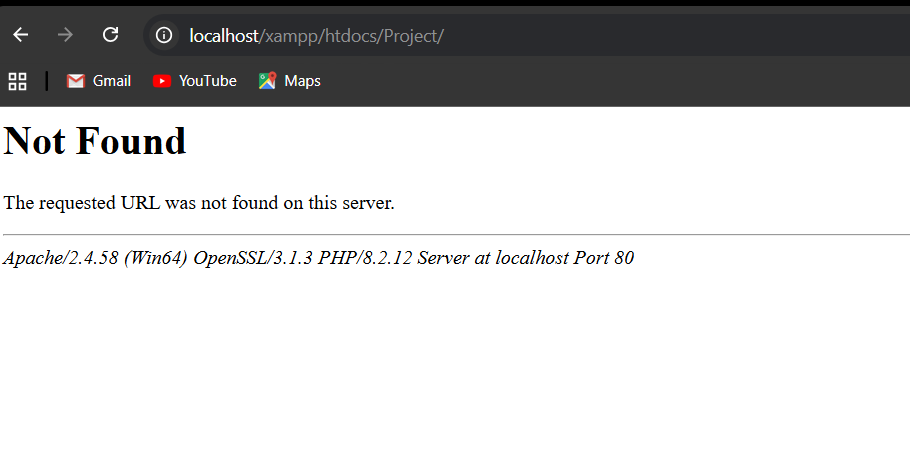 localhost/xampp/htdocs/Project/
Gmail YouTube Maps
Not Found
The requested URL was not found on this server.
Apache/2.4.58 (Win64) OpenSSL/3.1.3 PHP/8.2.12 Server at localhost Port 80